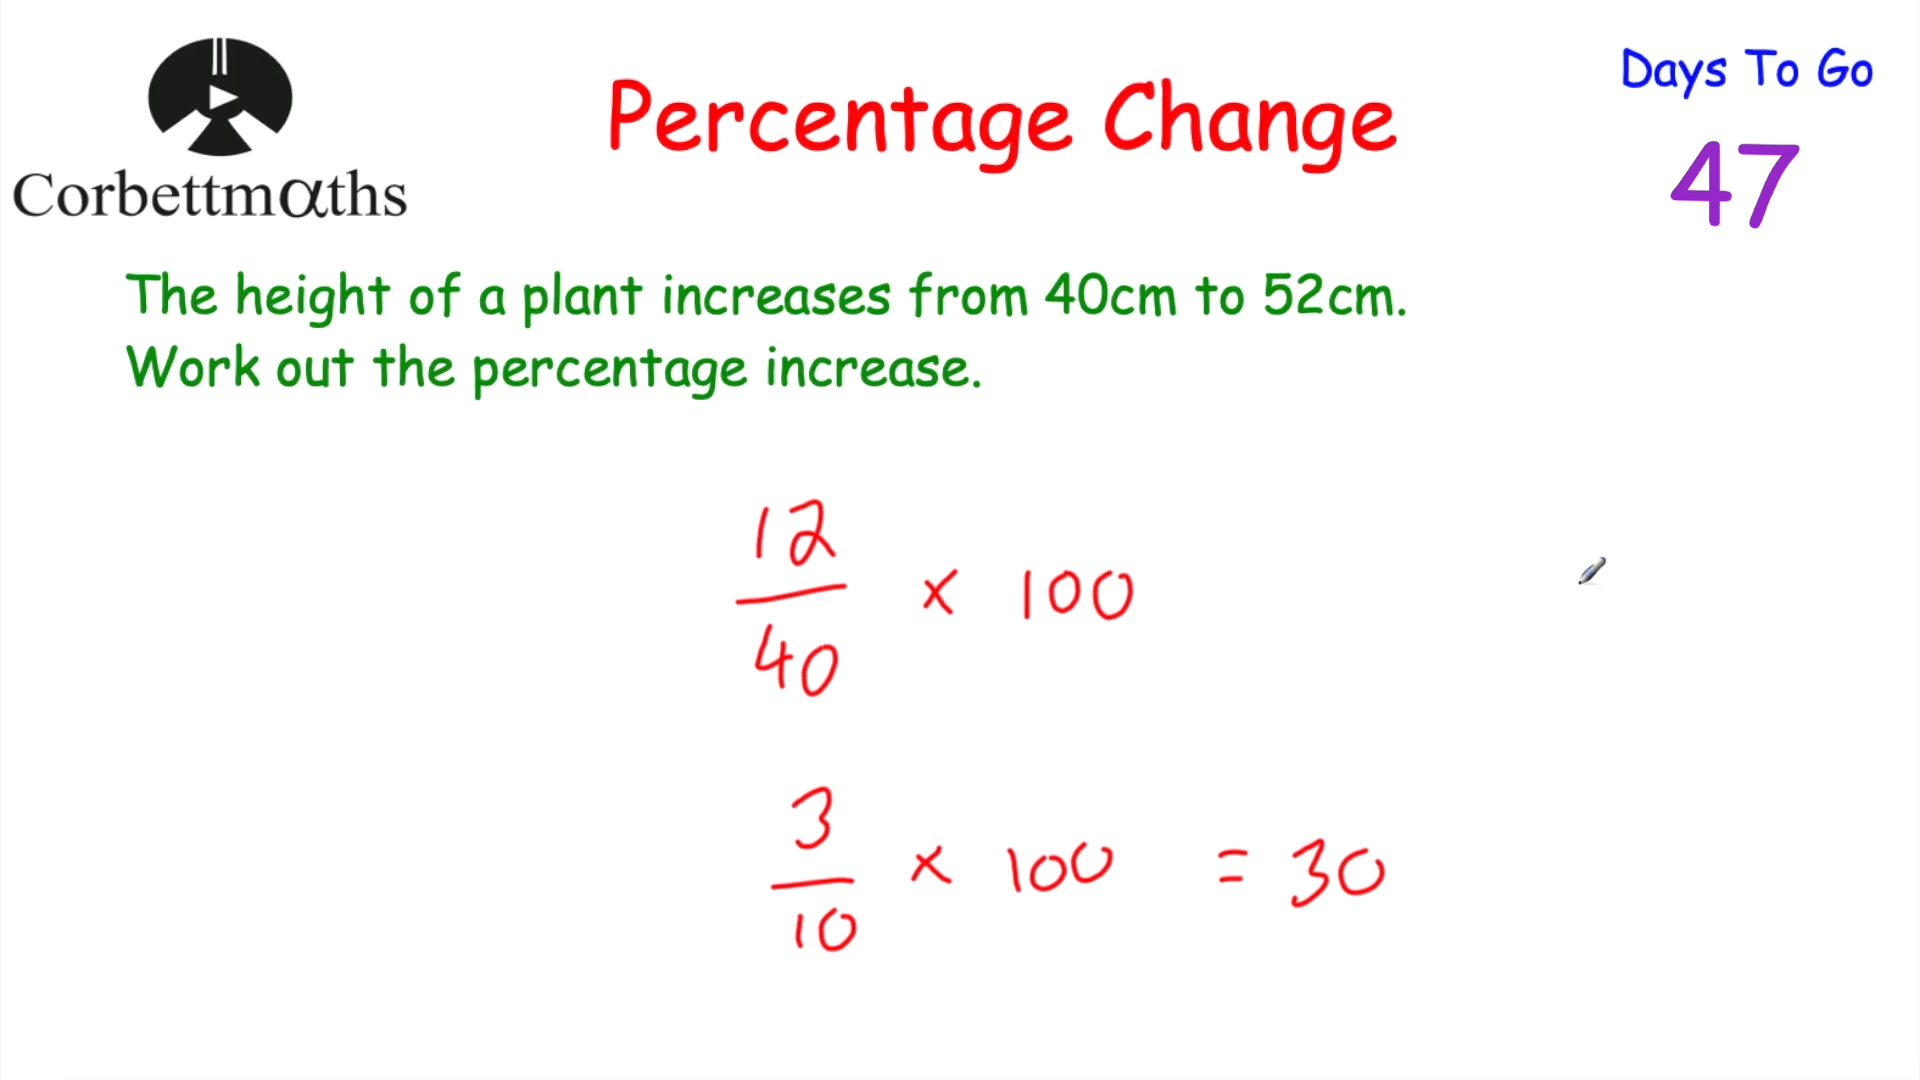 Corbettmαths
Percentage Change
Days To Go
47
The height of a plant increases from 40cm to 52cm.
Work out the percentage increase.
12
40
× 100
3
10
× 100 = 30